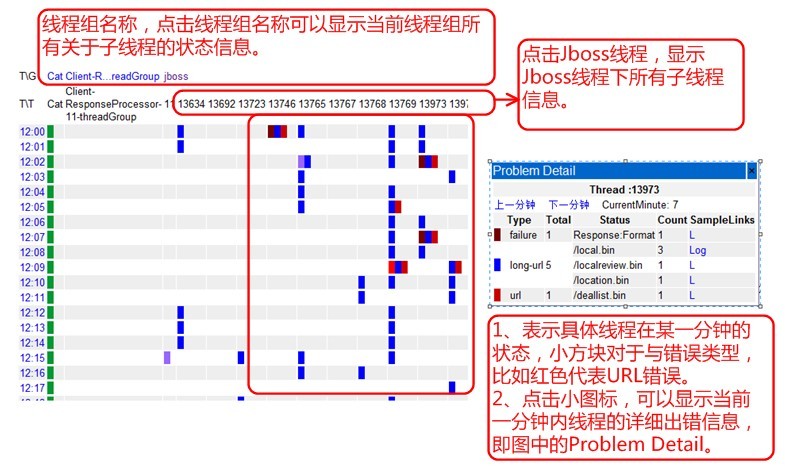 线程组名称，点击线程组名称可以显示当前线程组所
有关于子线程的状态信息。
点击Jboss线程，显示
Jboss线程下所有子线程
信息。
T\G Cat Client-R...readGroup jboss
Client-
T\T Cat ResponseProcessor- 11 13634 13692 13723 13746 13765 13767 13768 13769 13973 1397
11-threadGroup
12:00
12:01
12:02
12:03
12:04
12:05
12:06
12:07
12:08
12:09
12:10
12:11
12:12
12:13
12:14
12:15
12:16
12:17
Problem Detail ×
Thread :13973
上一分钟 下一分钟 CurrentMinute: 7
Type Total Status Count SampleLinks
failure 1 Response:Format 1 L
/local.bin 3 Log
long-url 5 /localreview.bin 1 L
/location.bin 1 L
url 1 /deallist.bin 1 L
1、表示具体线程在某一分钟的
状态，小方块对于与错误类型，
比如红色代表URL错误。
2、点击小图标，可以显示当前
一分钟内线程的详细出错信息，
即图中的Problem Detail。